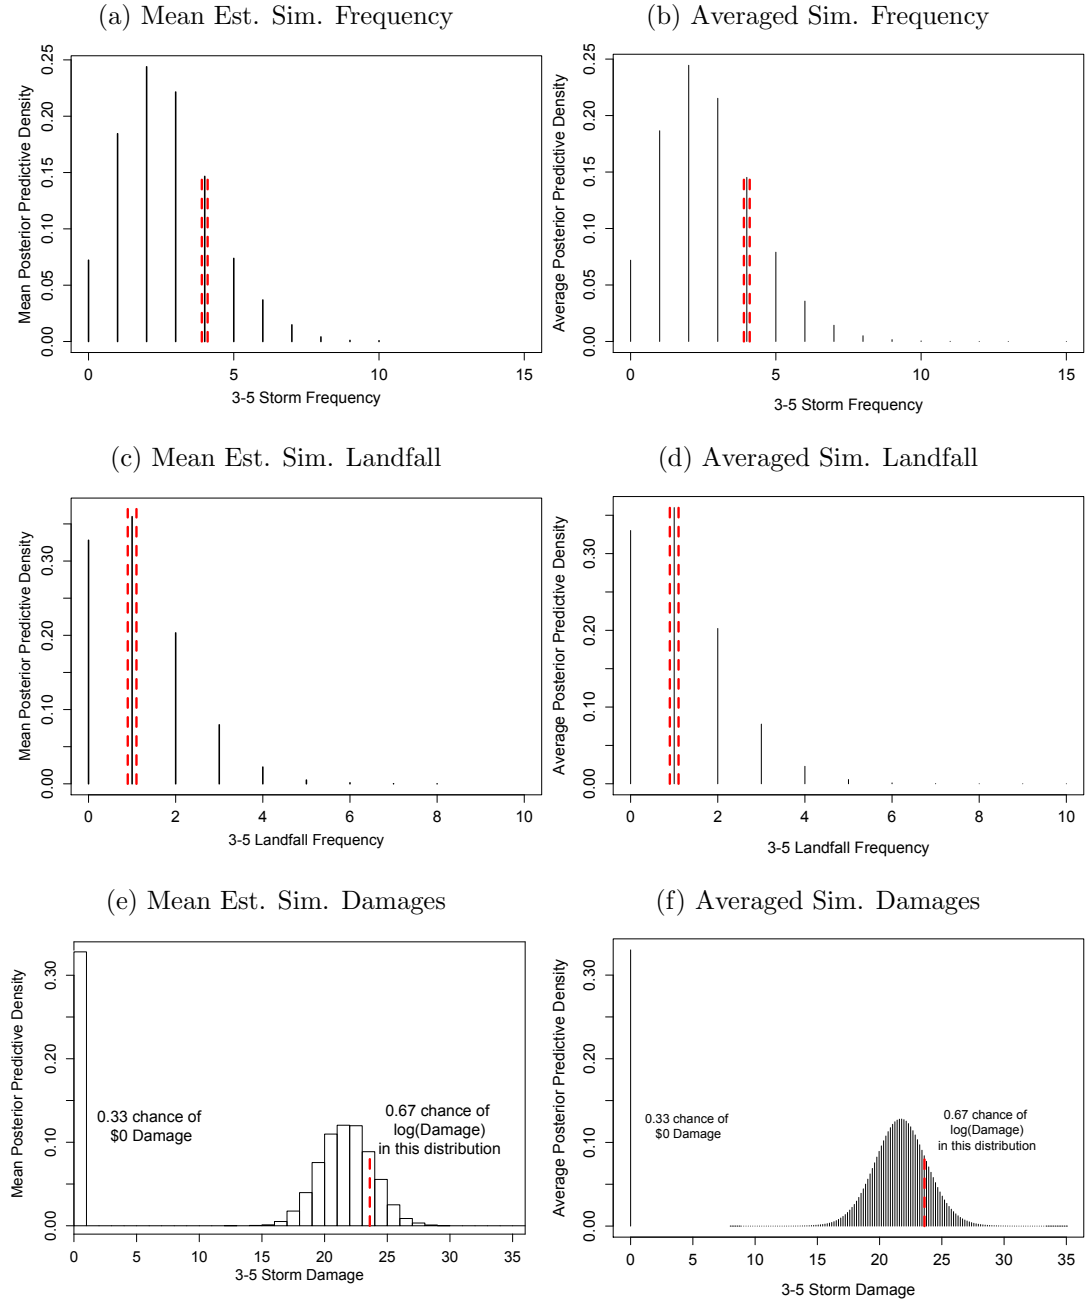 (a) Mean Est. Sim. Frequency
Mean Posterior Predictive Density
0.00 0.05 0.10 0.15 0.20 0.25
0 5 10 15
3-5 Storm Frequency
(b) Averaged Sim. Frequency
Average Posterior Predictive Density
0.00 0.05 0.10 0.15 0.20 0.25
0 5 10 15
3-5 Storm Frequency
(c) Mean Est. Sim. Landfall
Mean Posterior Predictive Density
0.00 0.10 0.20 0.30
0 2 4 6 8 10
3-5 Landfall Frequency
(d) Averaged Sim. Landfall
Average Posterior Predictive Density
0.00 0.10 0.20 0.30
0 2 4 6 8 10
3-5 Landfall Frequency
(e) Mean Est. Sim. Damages
Mean Posterior Predictive Density
0.00 0.10 0.20 0.30
0.33 chance of
$0 Damage
0.67 chance of
log(Damage)
in this distribution
0 5 10 15 20 25 30 35
3-5 Storm Damage
(f) Averaged Sim. Damages
Average Posterior Predictive Density
0.00 0.10 0.20 0.30
0.33 chance of
$0 Damage
0.67 chance of
log(Damage)
in this distribution
0 5 10 15 20 25 30 35
3-5 Storm Damage